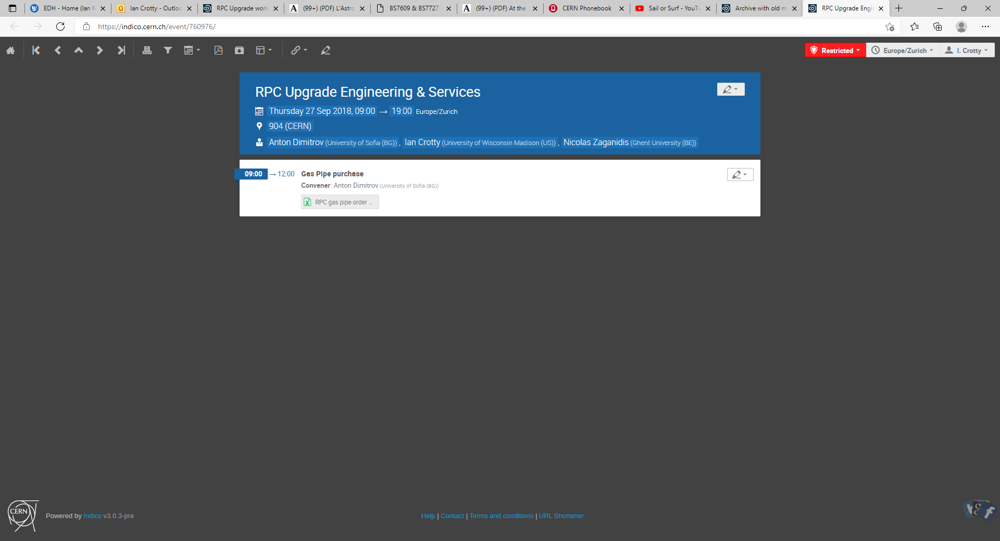 EDH - Home (Ian M
Ian Crotty - Outloo
RPC Upgrade work
(99+) (PDF) L'Astro
BS7609 & BS7727
(99+) (PDF) At the
CERN Phonebook
Sail or Surf - YouTu
Archive with old m
RPC Upgrade Engi
https://indico.cern.ch/event/760976/
Restricted
Europe/Zurich
I. Crotty
RPC Upgrade Engineering & Services
Thursday 27 Sep 2018, 09:00 → 19:00 Europe/Zurich
904 (CERN)
Anton Dimitrov (University of Sofia (BG)) , Ian Crotty (University of Wisconsin Madison (US)) , Nicolas Zaganidis (Ghent University (BE))
09:00 → 12:00 Gas Pipe purchase
Convener: Anton Dimitrov (University of Sofia (BG))
RPC gas pipe order ...
CERN
Powered by Indico v3.0.3-pre
Help | Contact | Terms and conditions | URL Shortener